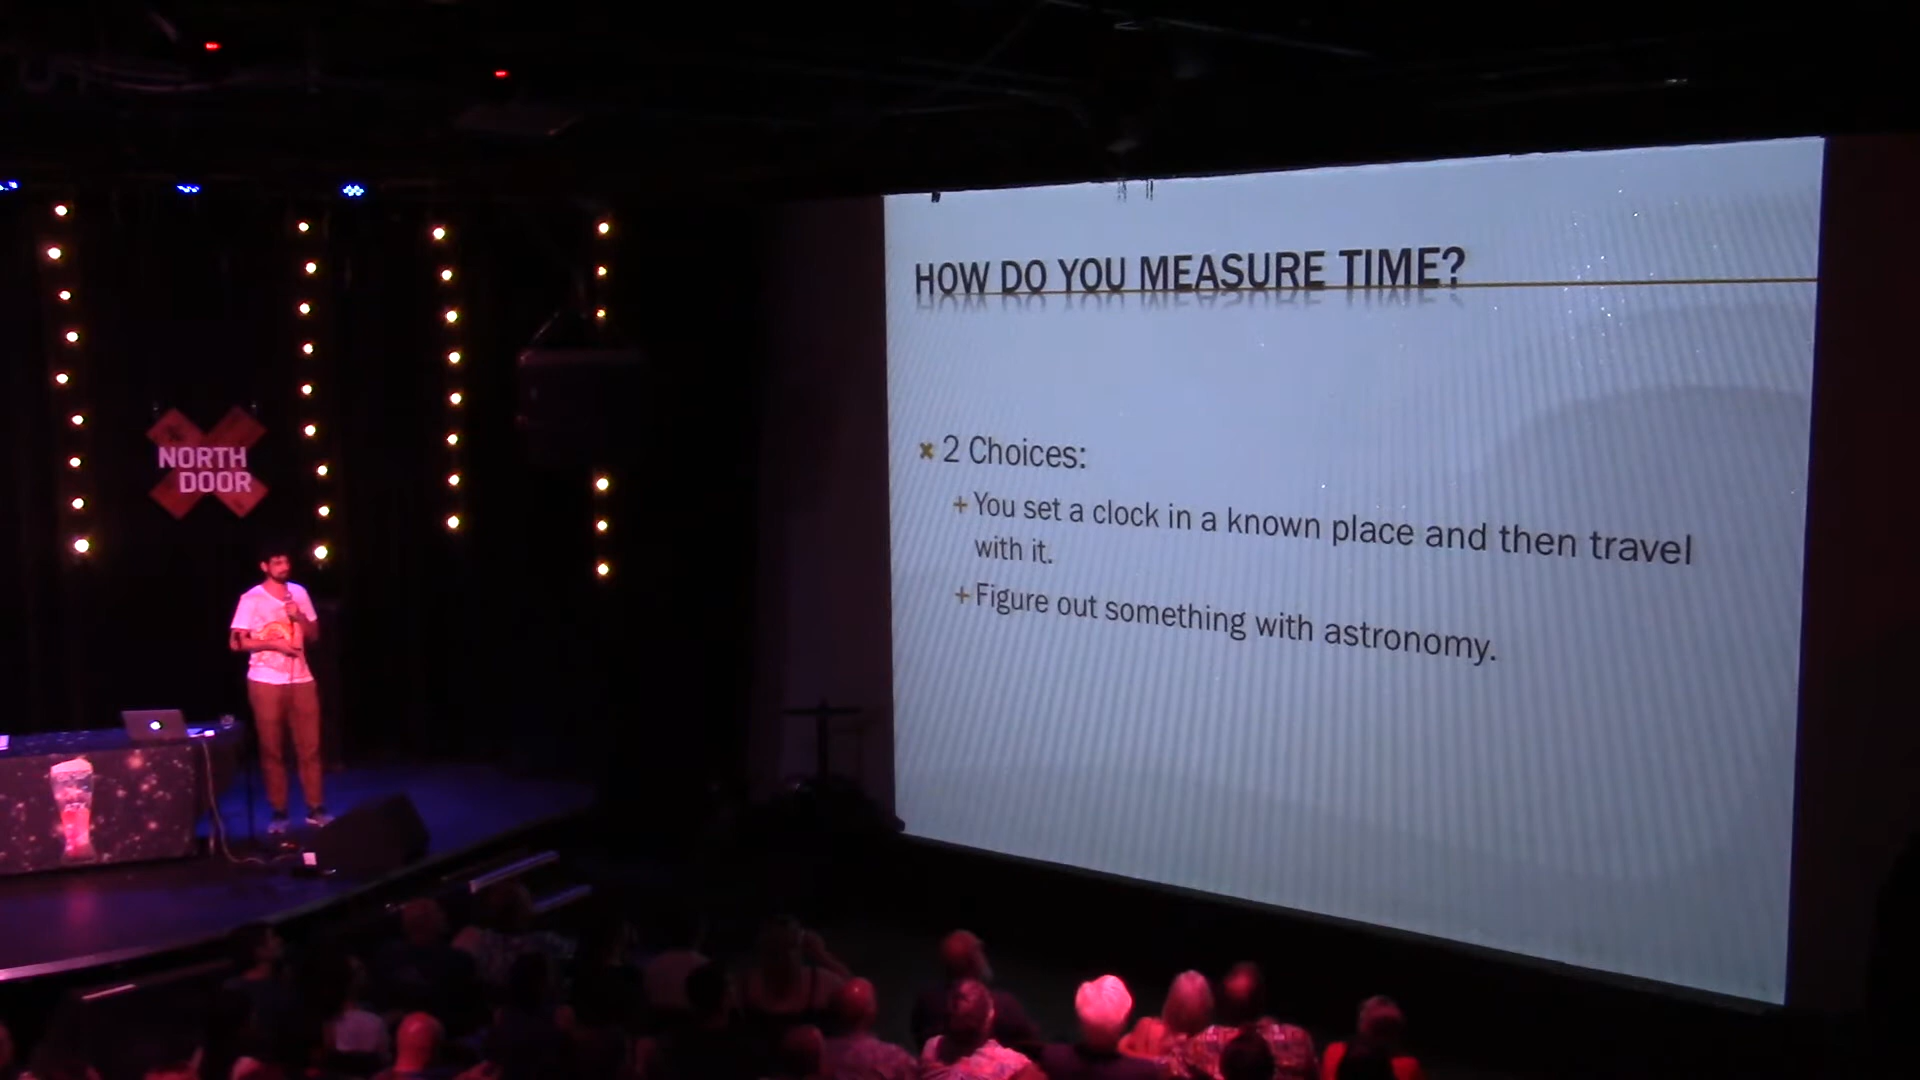 NORTH
DOOR
HOW DO YOU MEASURE TIME?
2 Choices:
You set a clock in a known place and then travel
with it.
Figure out something with astronomy.